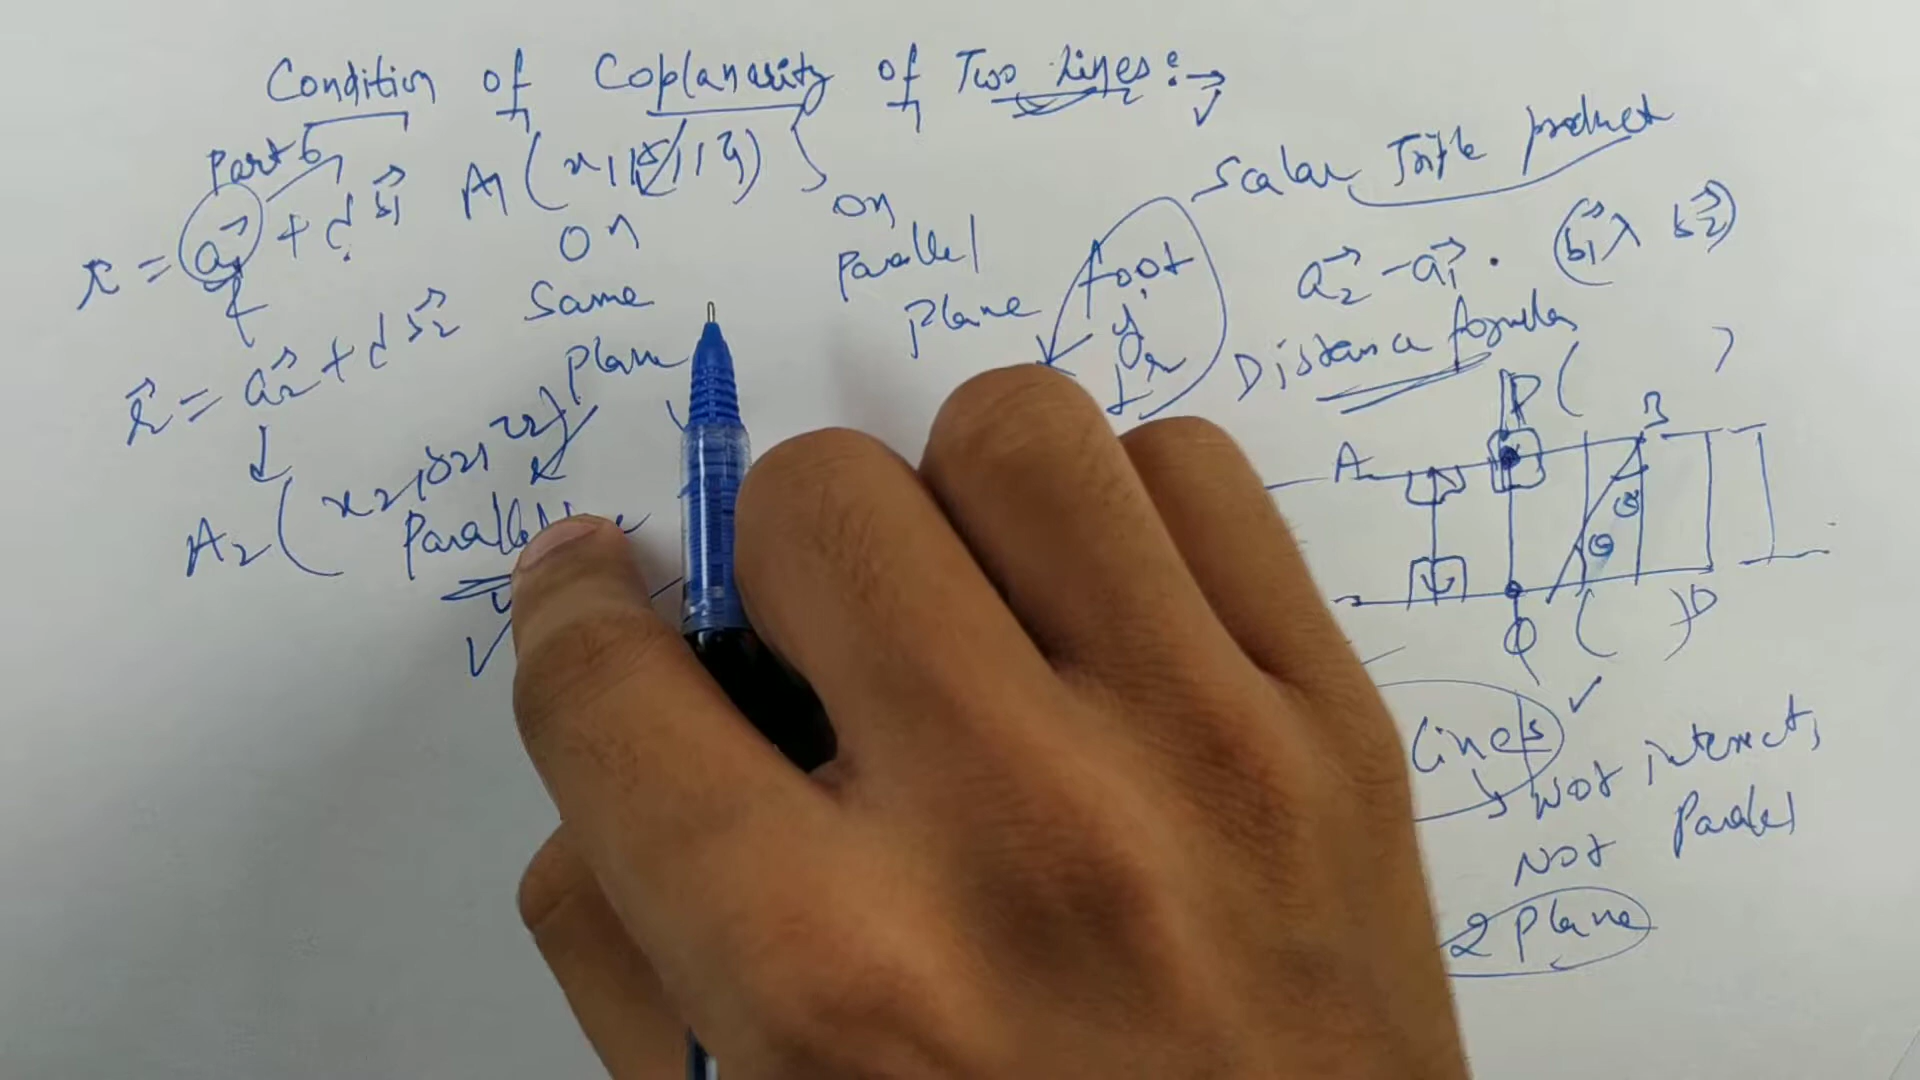 Condition of Coplanarity of Two Lines:→
Part 6
r = a₁⃗ + d b₁⃗
A₁ (x₁, y₁, z₁)
on
Same
Plane
on
Parallel
Plane
r⃗ = a₂⃗ + d b₂⃗
A₂ (x₂, y₂, z₂)
Parallel
Scalar Triple product
a₂⃗ - a₁⃗ . (b₁⃗ × b₂⃗)
foot
Distance formula
P ( )
A
B
θ
θ
Q ( )
D
Lines
Not intersect,
Not Parallel
2 Plane